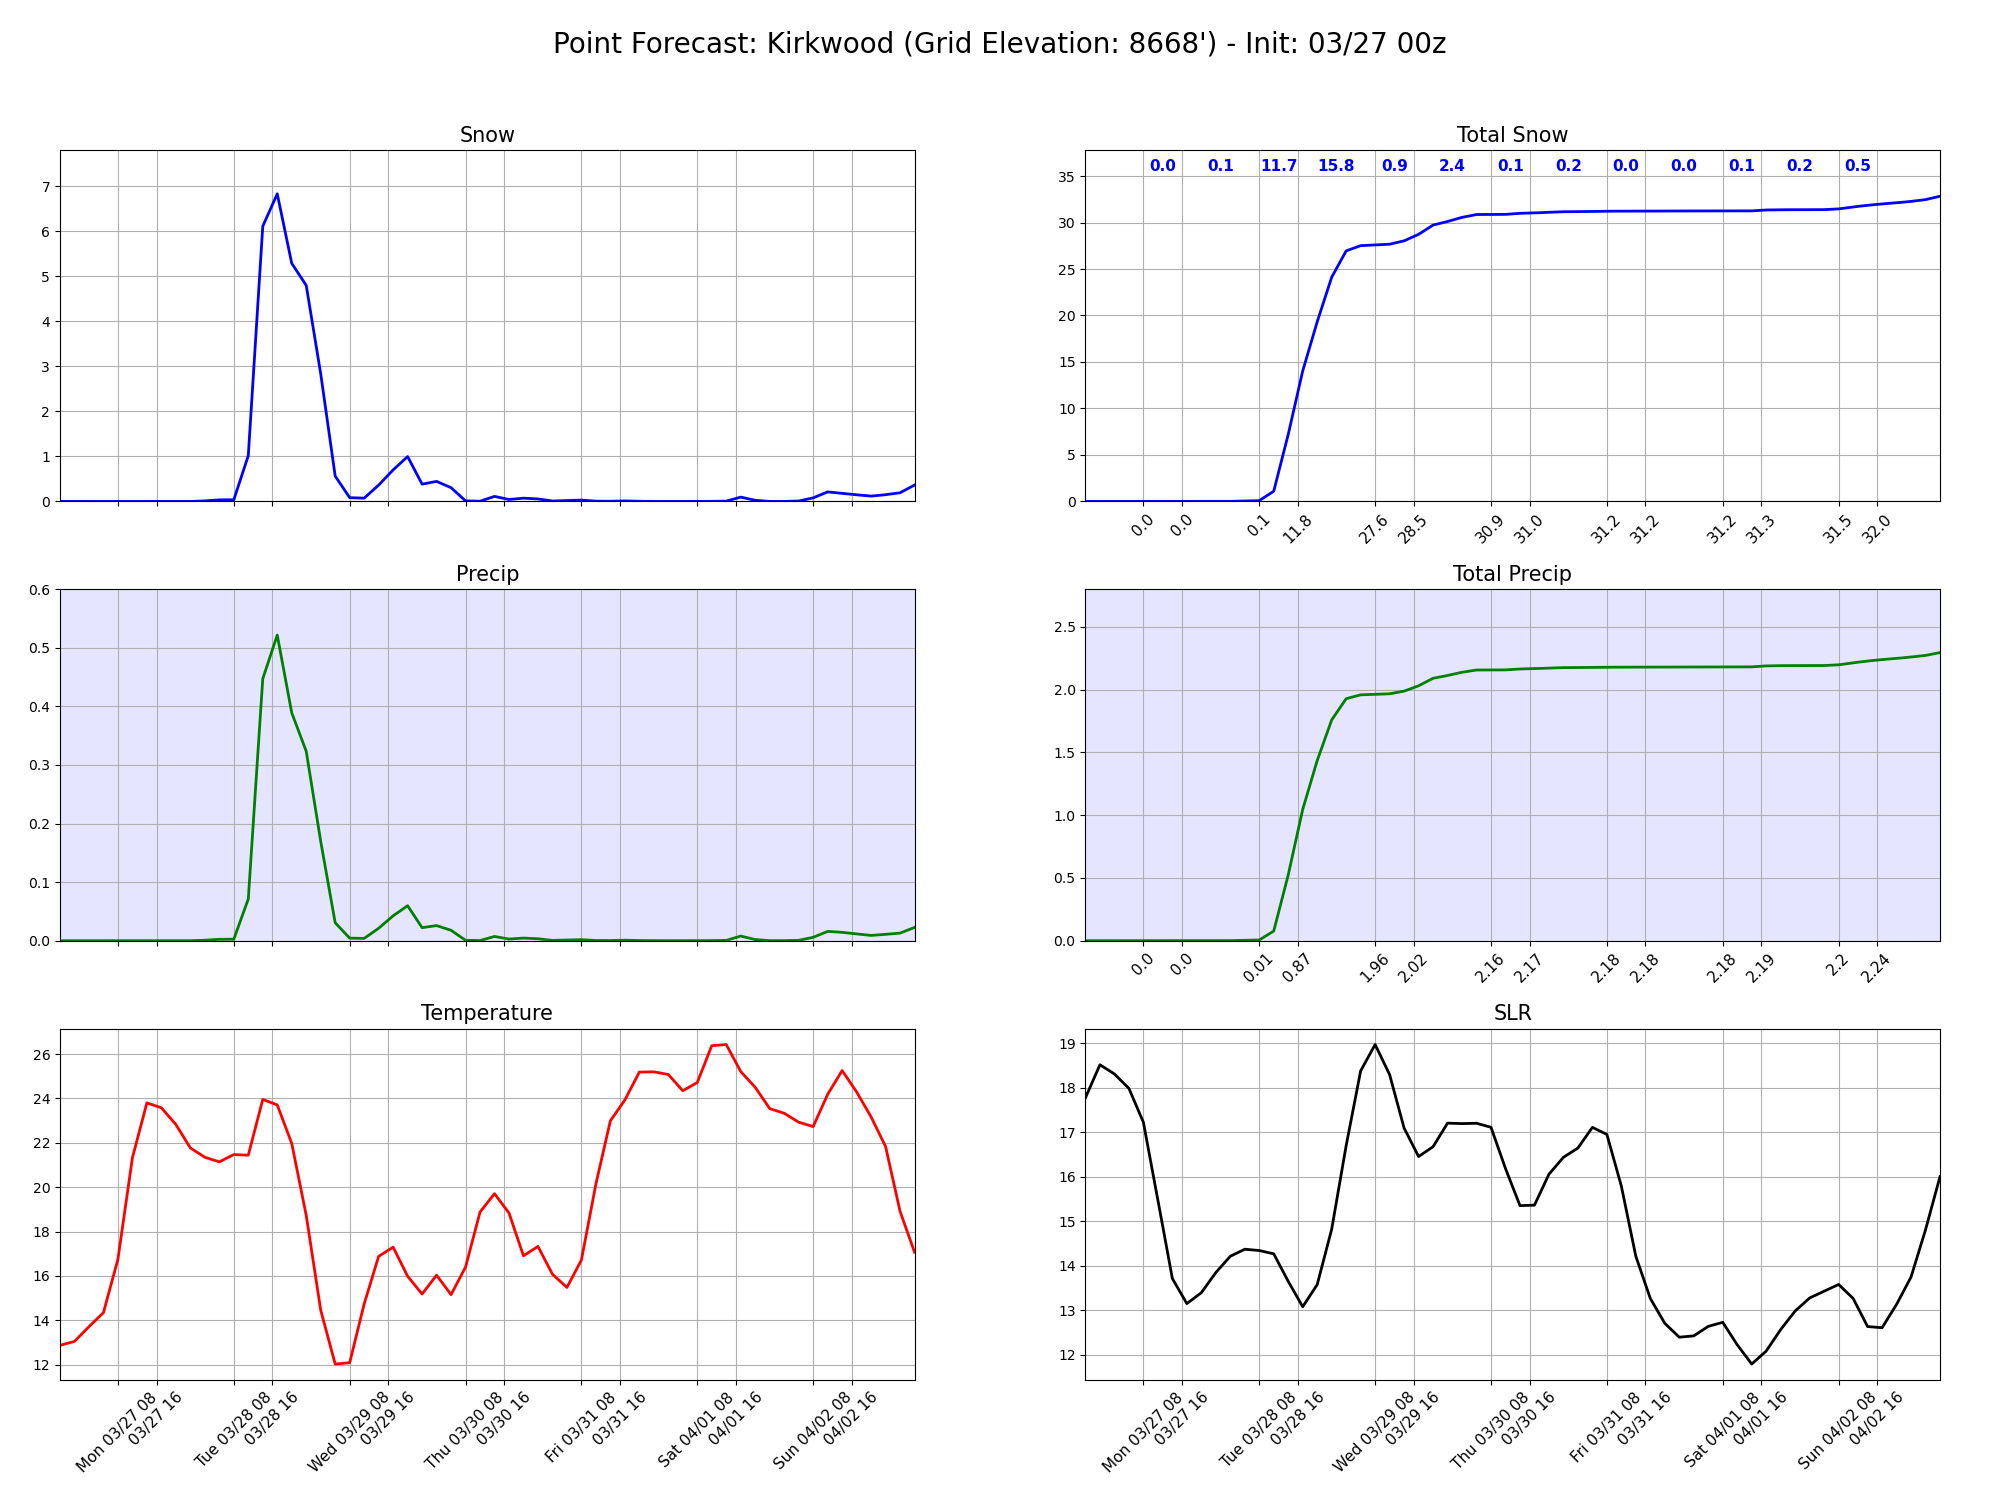 Point Forecast: Kirkwood (Grid Elevation: 8668') - Init: 03/27 00z
Snow
7
6
5
4
3
2
1
0
Total Snow
0.0 0.1 11.7 15.8 0.9 2.4 0.1 0.2 0.0 0.0 0.1 0.2 0.5
35
30
25
20
15
10
5
0
0.0 0.0 0.1 11.8 27.6 28.5 30.9 31.0 31.2 31.2 31.2 31.3 31.5 32.0
Precip
0.6
0.5
0.4
0.3
0.2
0.1
0.0
Total Precip
2.5
2.0
1.5
1.0
0.5
0.0
0.0 0.0 0.01 0.87 1.96 2.02 2.16 2.17 2.18 2.18 2.18 2.19 2.2 2.24
Temperature
26
24
22
20
18
16
14
12
Mon 03/27 08
03/27 16
Tue 03/28 08
03/28 16
Wed 03/29 08
03/29 16
Thu 03/30 08
03/30 16
Fri 03/31 08
03/31 16
Sat 04/01 08
04/01 16
Sun 04/02 08
04/02 16
SLR
19
18
17
16
15
14
13
12
Mon 03/27 08
03/27 16
Tue 03/28 08
03/28 16
Wed 03/29 08
03/29 16
Thu 03/30 08
03/30 16
Fri 03/31 08
03/31 16
Sat 04/01 08
04/01 16
Sun 04/02 08
04/02 16